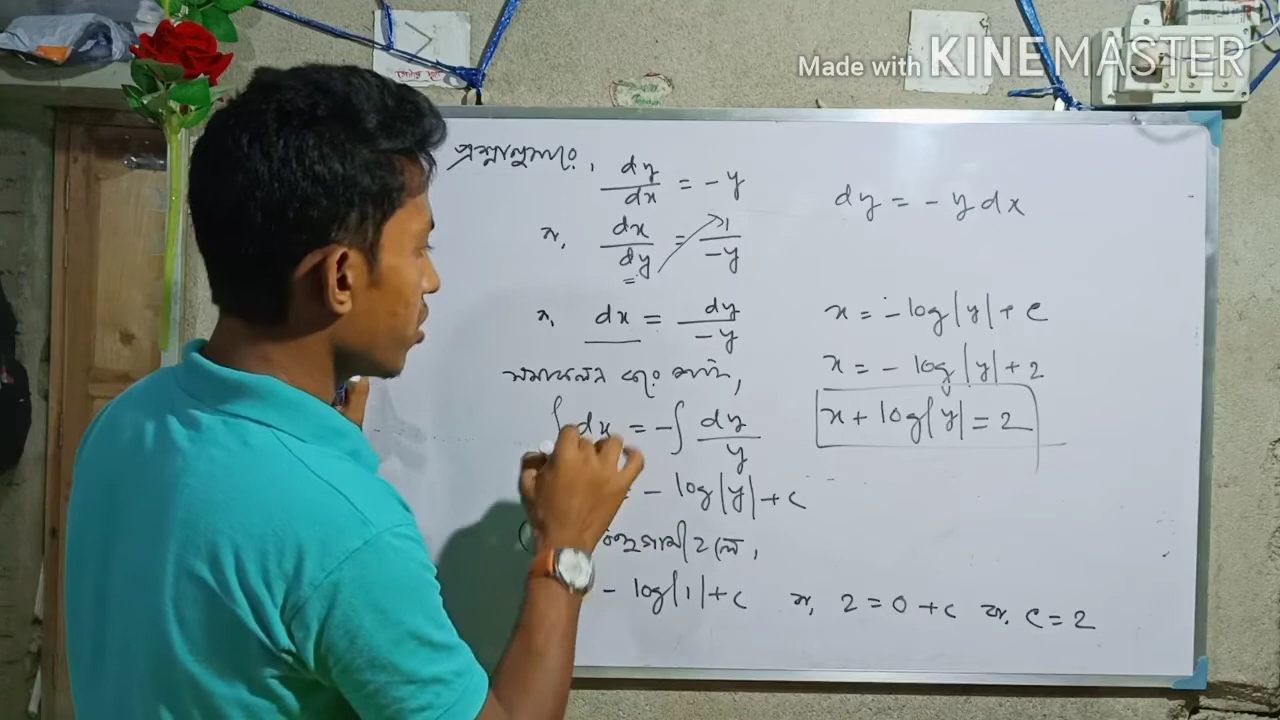 Made with KINEMASTER
প্রশ্নানুসারে, dy/dx = -y
বা, dx/dy = 1/-y
বা, dx = dy/-y
সমাকলন করে পাই,
∫dx = -∫ dy/y
= - log|y| + c
বিন্দুগামী হলে,
- log|1| + c বা, 2 = 0 + c বা, c = 2
dy = - y dx
x = - log|y| + c
x = - log|y| + 2
x + log|y| = 2